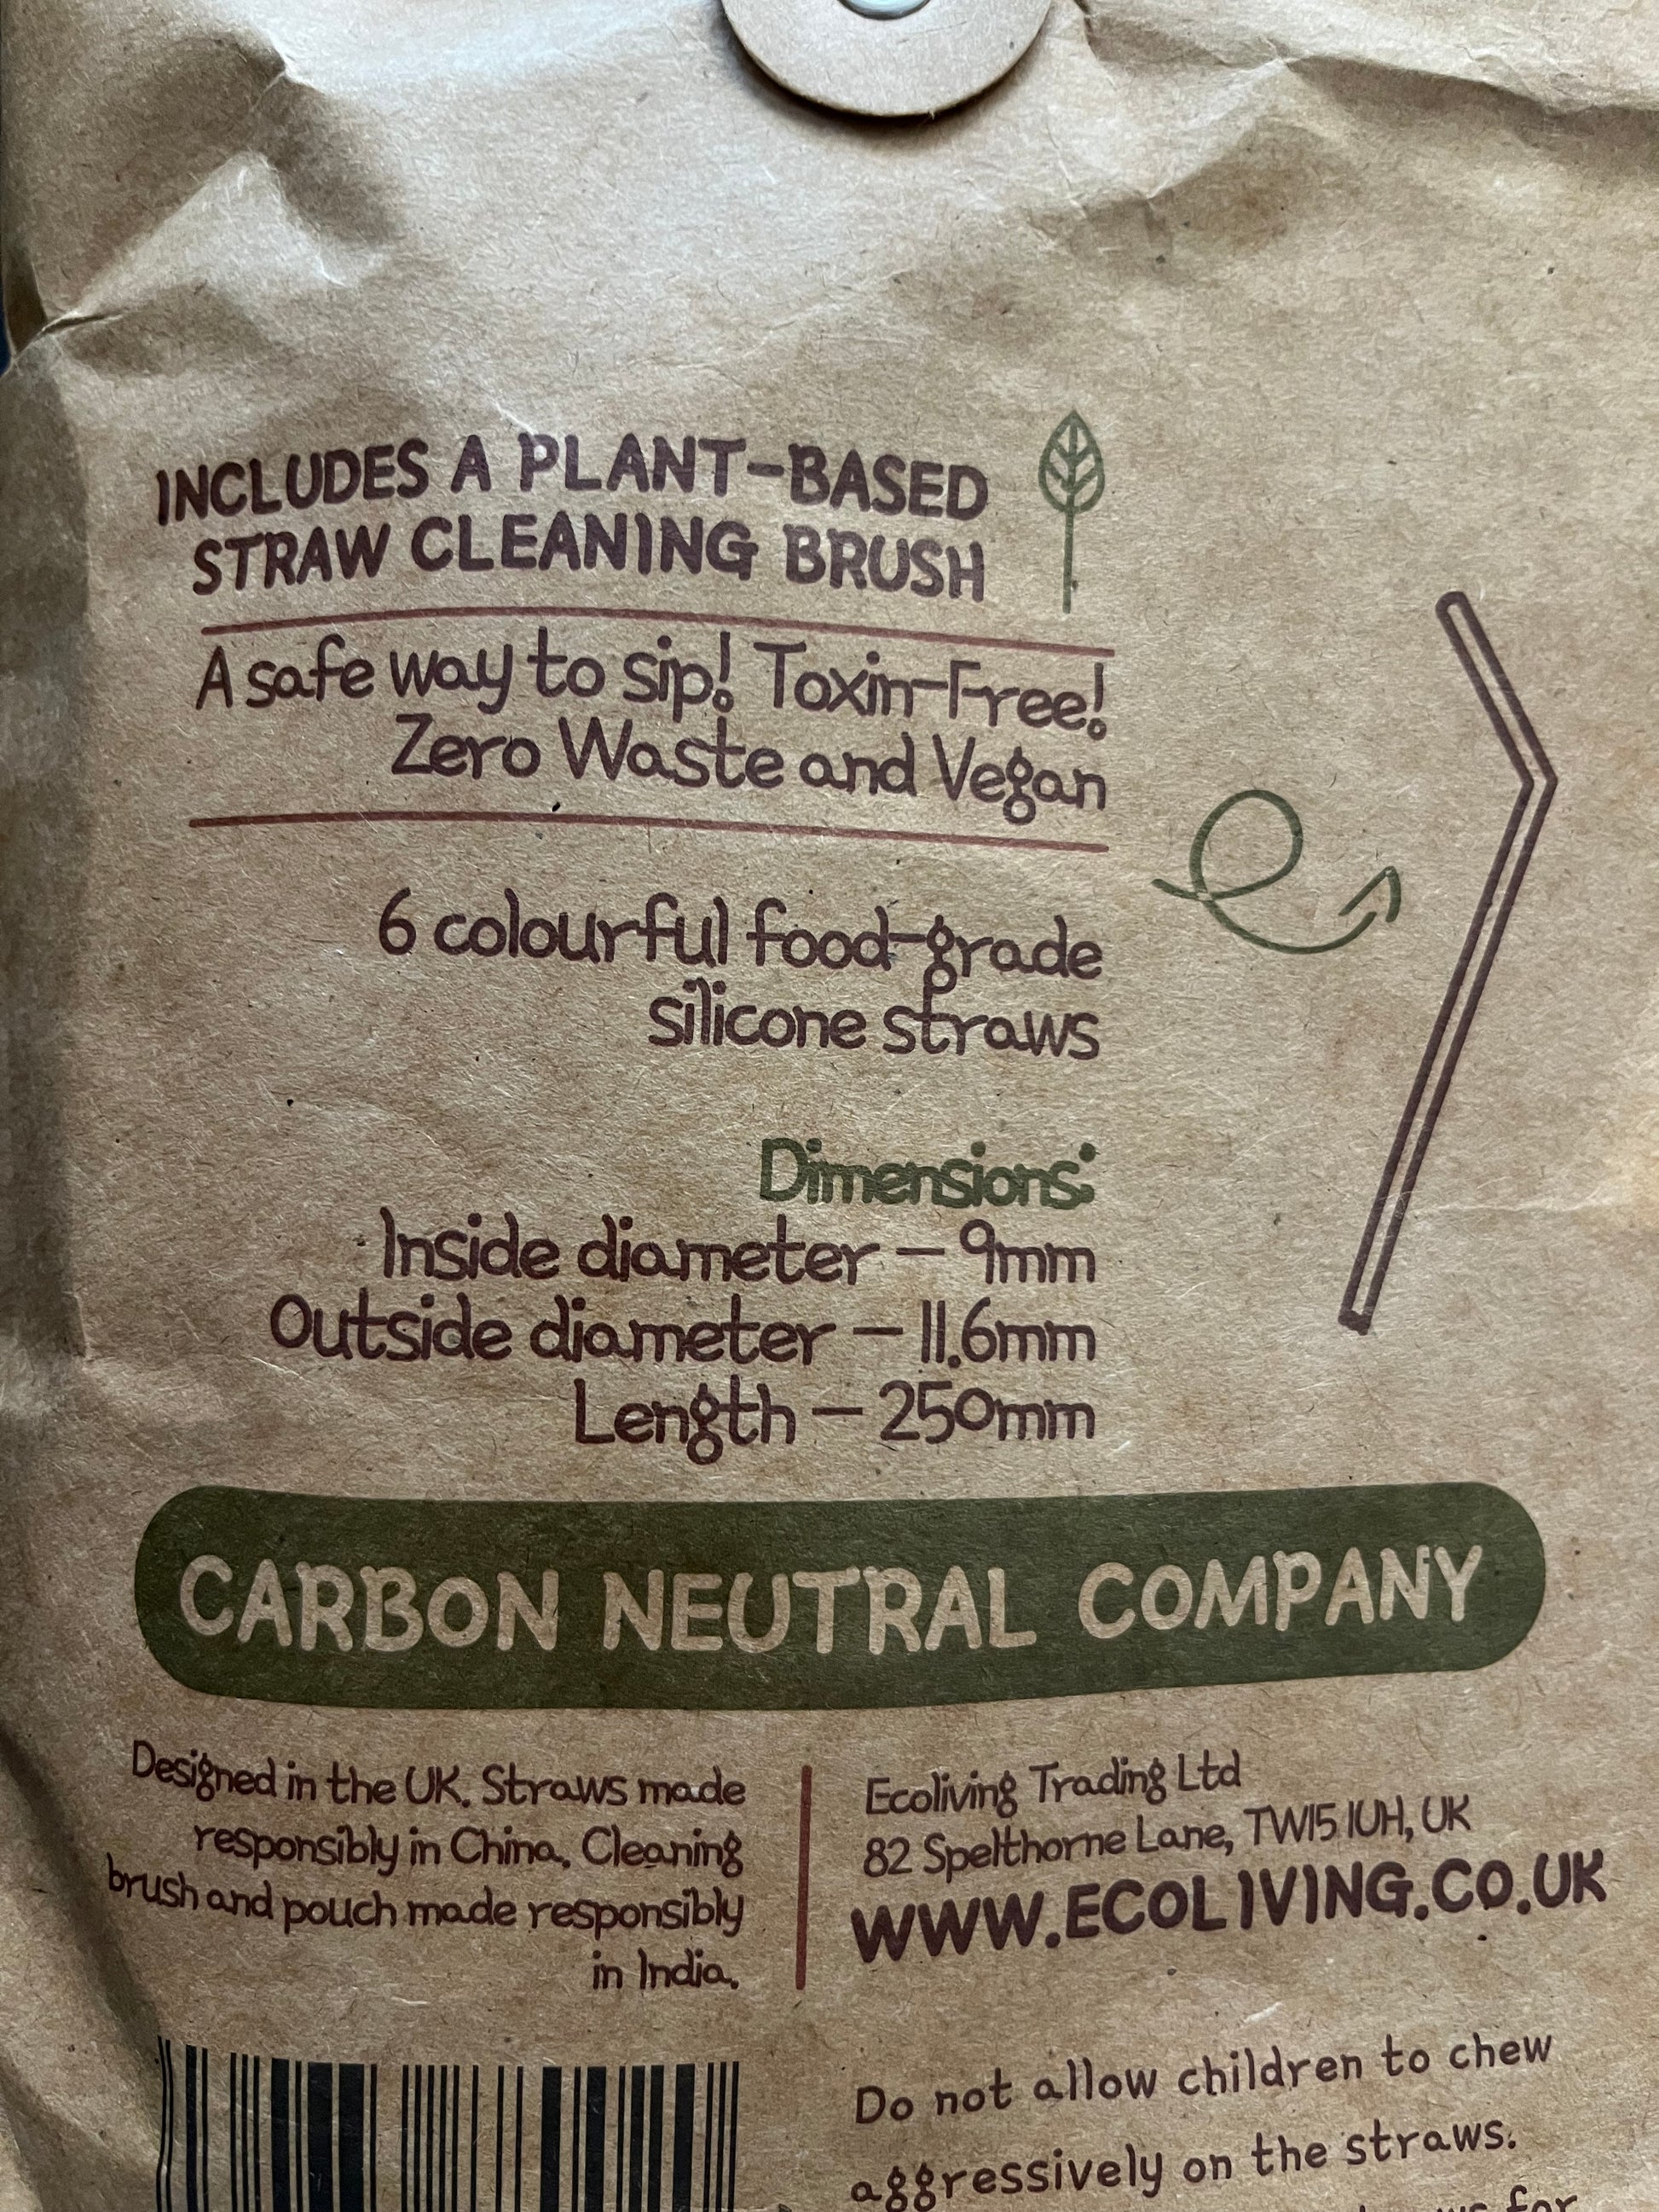 INCLUDES A PLANT-BASED
STRAW CLEANING BRUSH
A safe way to sip! Toxin-Free!
Zero Waste and Vegan
6 colourful food-grade
silicone straws
Dimensions:
Inside diameter – 9mm
Outside diameter – 11.6mm
Length – 250mm
CARBON NEUTRAL COMPANY
Designed in the UK. Straws made
responsibly in China. Cleaning
brush and pouch made responsibly
in India.
Ecoliving Trading Ltd
82 Spelthorne Lane, TW15 1UH, UK
WWW.ECOLIVING.CO.UK
Do not allow children to chew
aggressively on the straws.
for